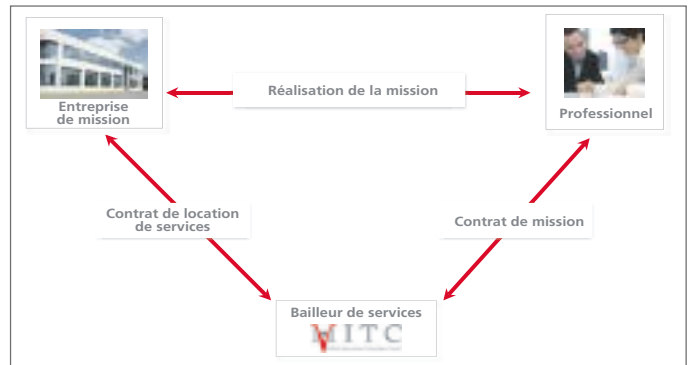 Réalisation de la mission
Entreprise
de mission
Professionnel
Contrat de location
de services
Contrat de mission
Bailleur de services
MITC